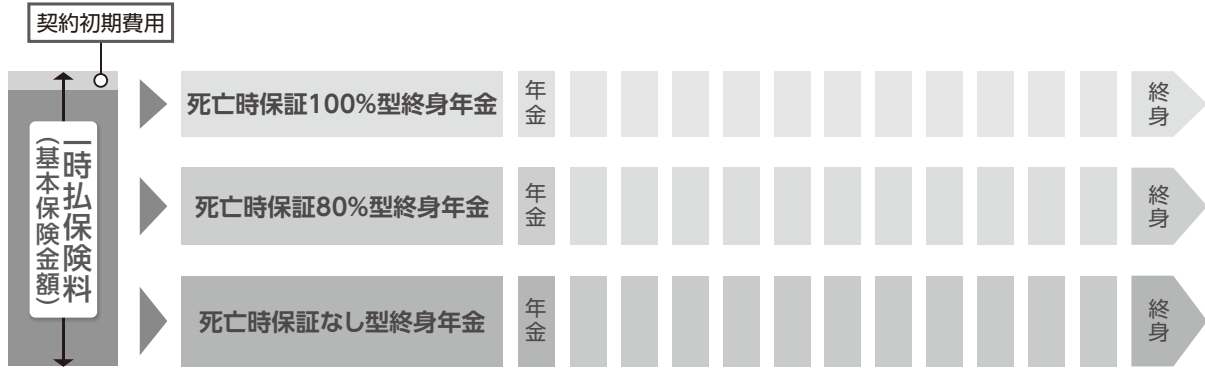 契約初期費用
一時払保険料
（基本保険金額）
死亡時保証100%型終身年金
年金
終身
死亡時保証80%型終身年金
年金
終身
死亡時保証なし型終身年金
年金
終身